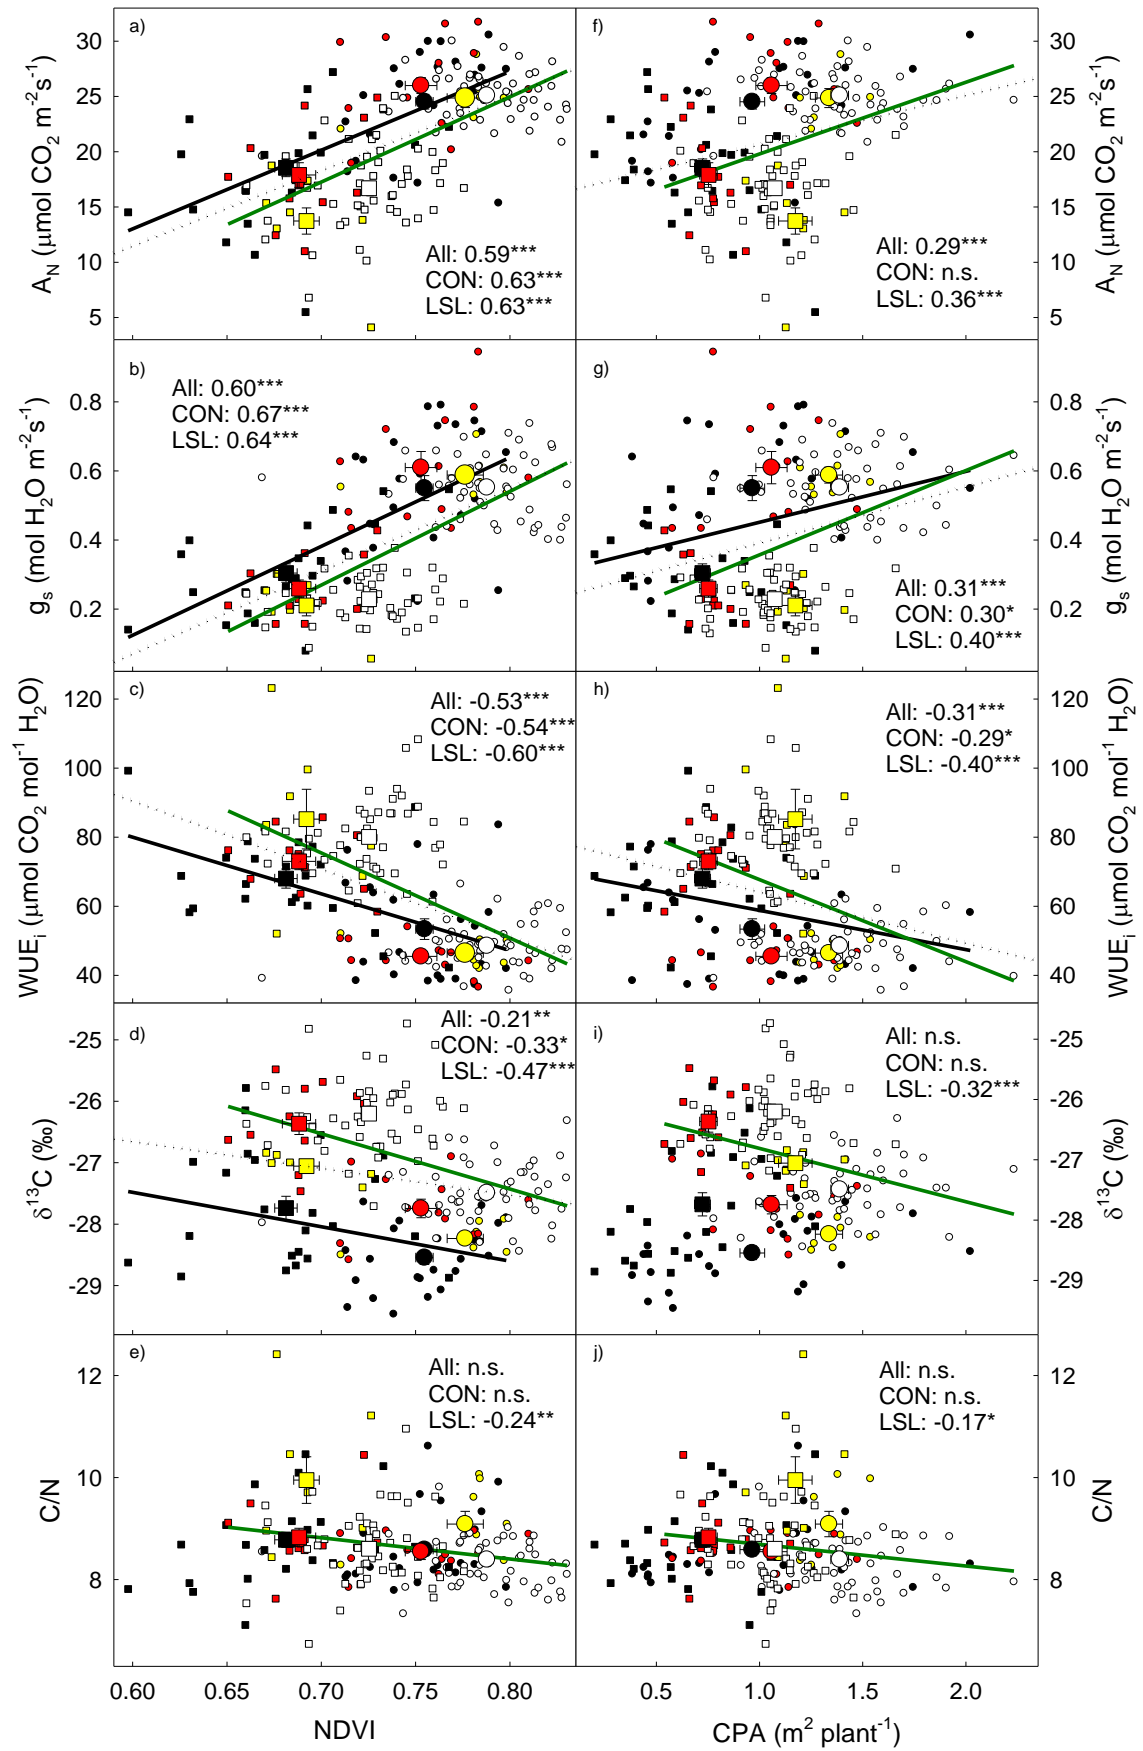 a)
30
25
20
15
10
5
A_N (μmol CO₂ m⁻²s⁻¹)
All: 0.59***
CON: 0.63***
LSL: 0.63***
f)
30
25
20
15
10
5
A_N (μmol CO₂ m⁻²s⁻¹)
All: 0.29***
CON: n.s.
LSL: 0.36***
b)
0.8
0.6
0.4
0.2
g_s (mol H₂O m⁻²s⁻¹)
All: 0.60***
CON: 0.67***
LSL: 0.64***
g)
0.8
0.6
0.4
0.2
g_s (mol H₂O m⁻²s⁻¹)
All: 0.31***
CON: 0.30*
LSL: 0.40***
c)
120
100
80
60
40
WUE_i (μmol CO₂ mol⁻¹ H₂O)
All: -0.53***
CON: -0.54***
LSL: -0.60***
h)
120
100
80
60
40
WUE_i (μmol CO₂ mol⁻¹ H₂O)
All: -0.31***
CON: -0.29*
LSL: -0.40***
d)
-25
-26
-27
-28
-29
δ¹³C (‰)
All: -0.21**
CON: -0.33*
LSL: -0.47***
i)
-25
-26
-27
-28
-29
δ¹³C (‰)
All: n.s.
CON: n.s.
LSL: -0.32***
e)
12
10
8
C/N
All: n.s.
CON: n.s.
LSL: -0.24**
j)
12
10
8
C/N
All: n.s.
CON: n.s.
LSL: -0.17*
0.60 0.65 0.70 0.75 0.80
NDVI
0.5 1.0 1.5 2.0
CPA (m² plant⁻¹)